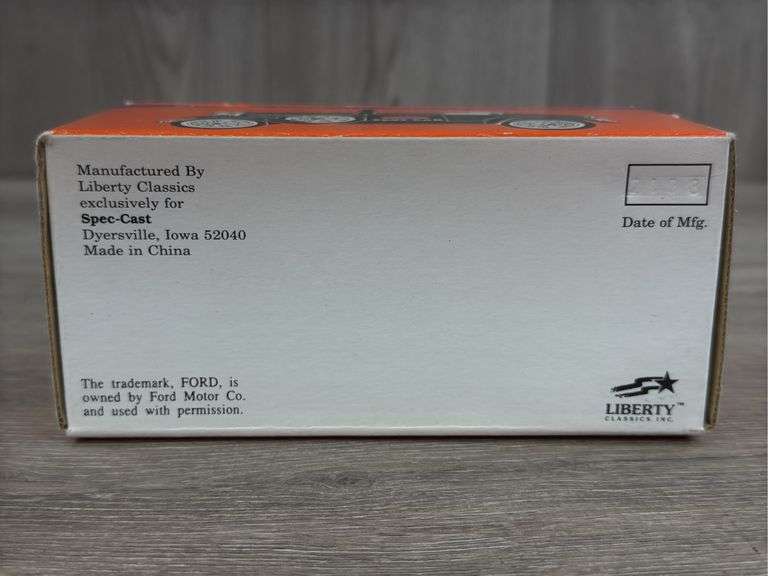 Manufactured By
Liberty Classics
exclusively for
Spec-Cast
Dyersville, Iowa 52040
Made in China
Date of Mfg.
The trademark, FORD, is
owned by Ford Motor Co.
and used with permission.
LIBERTY™
CLASSICS, INC.